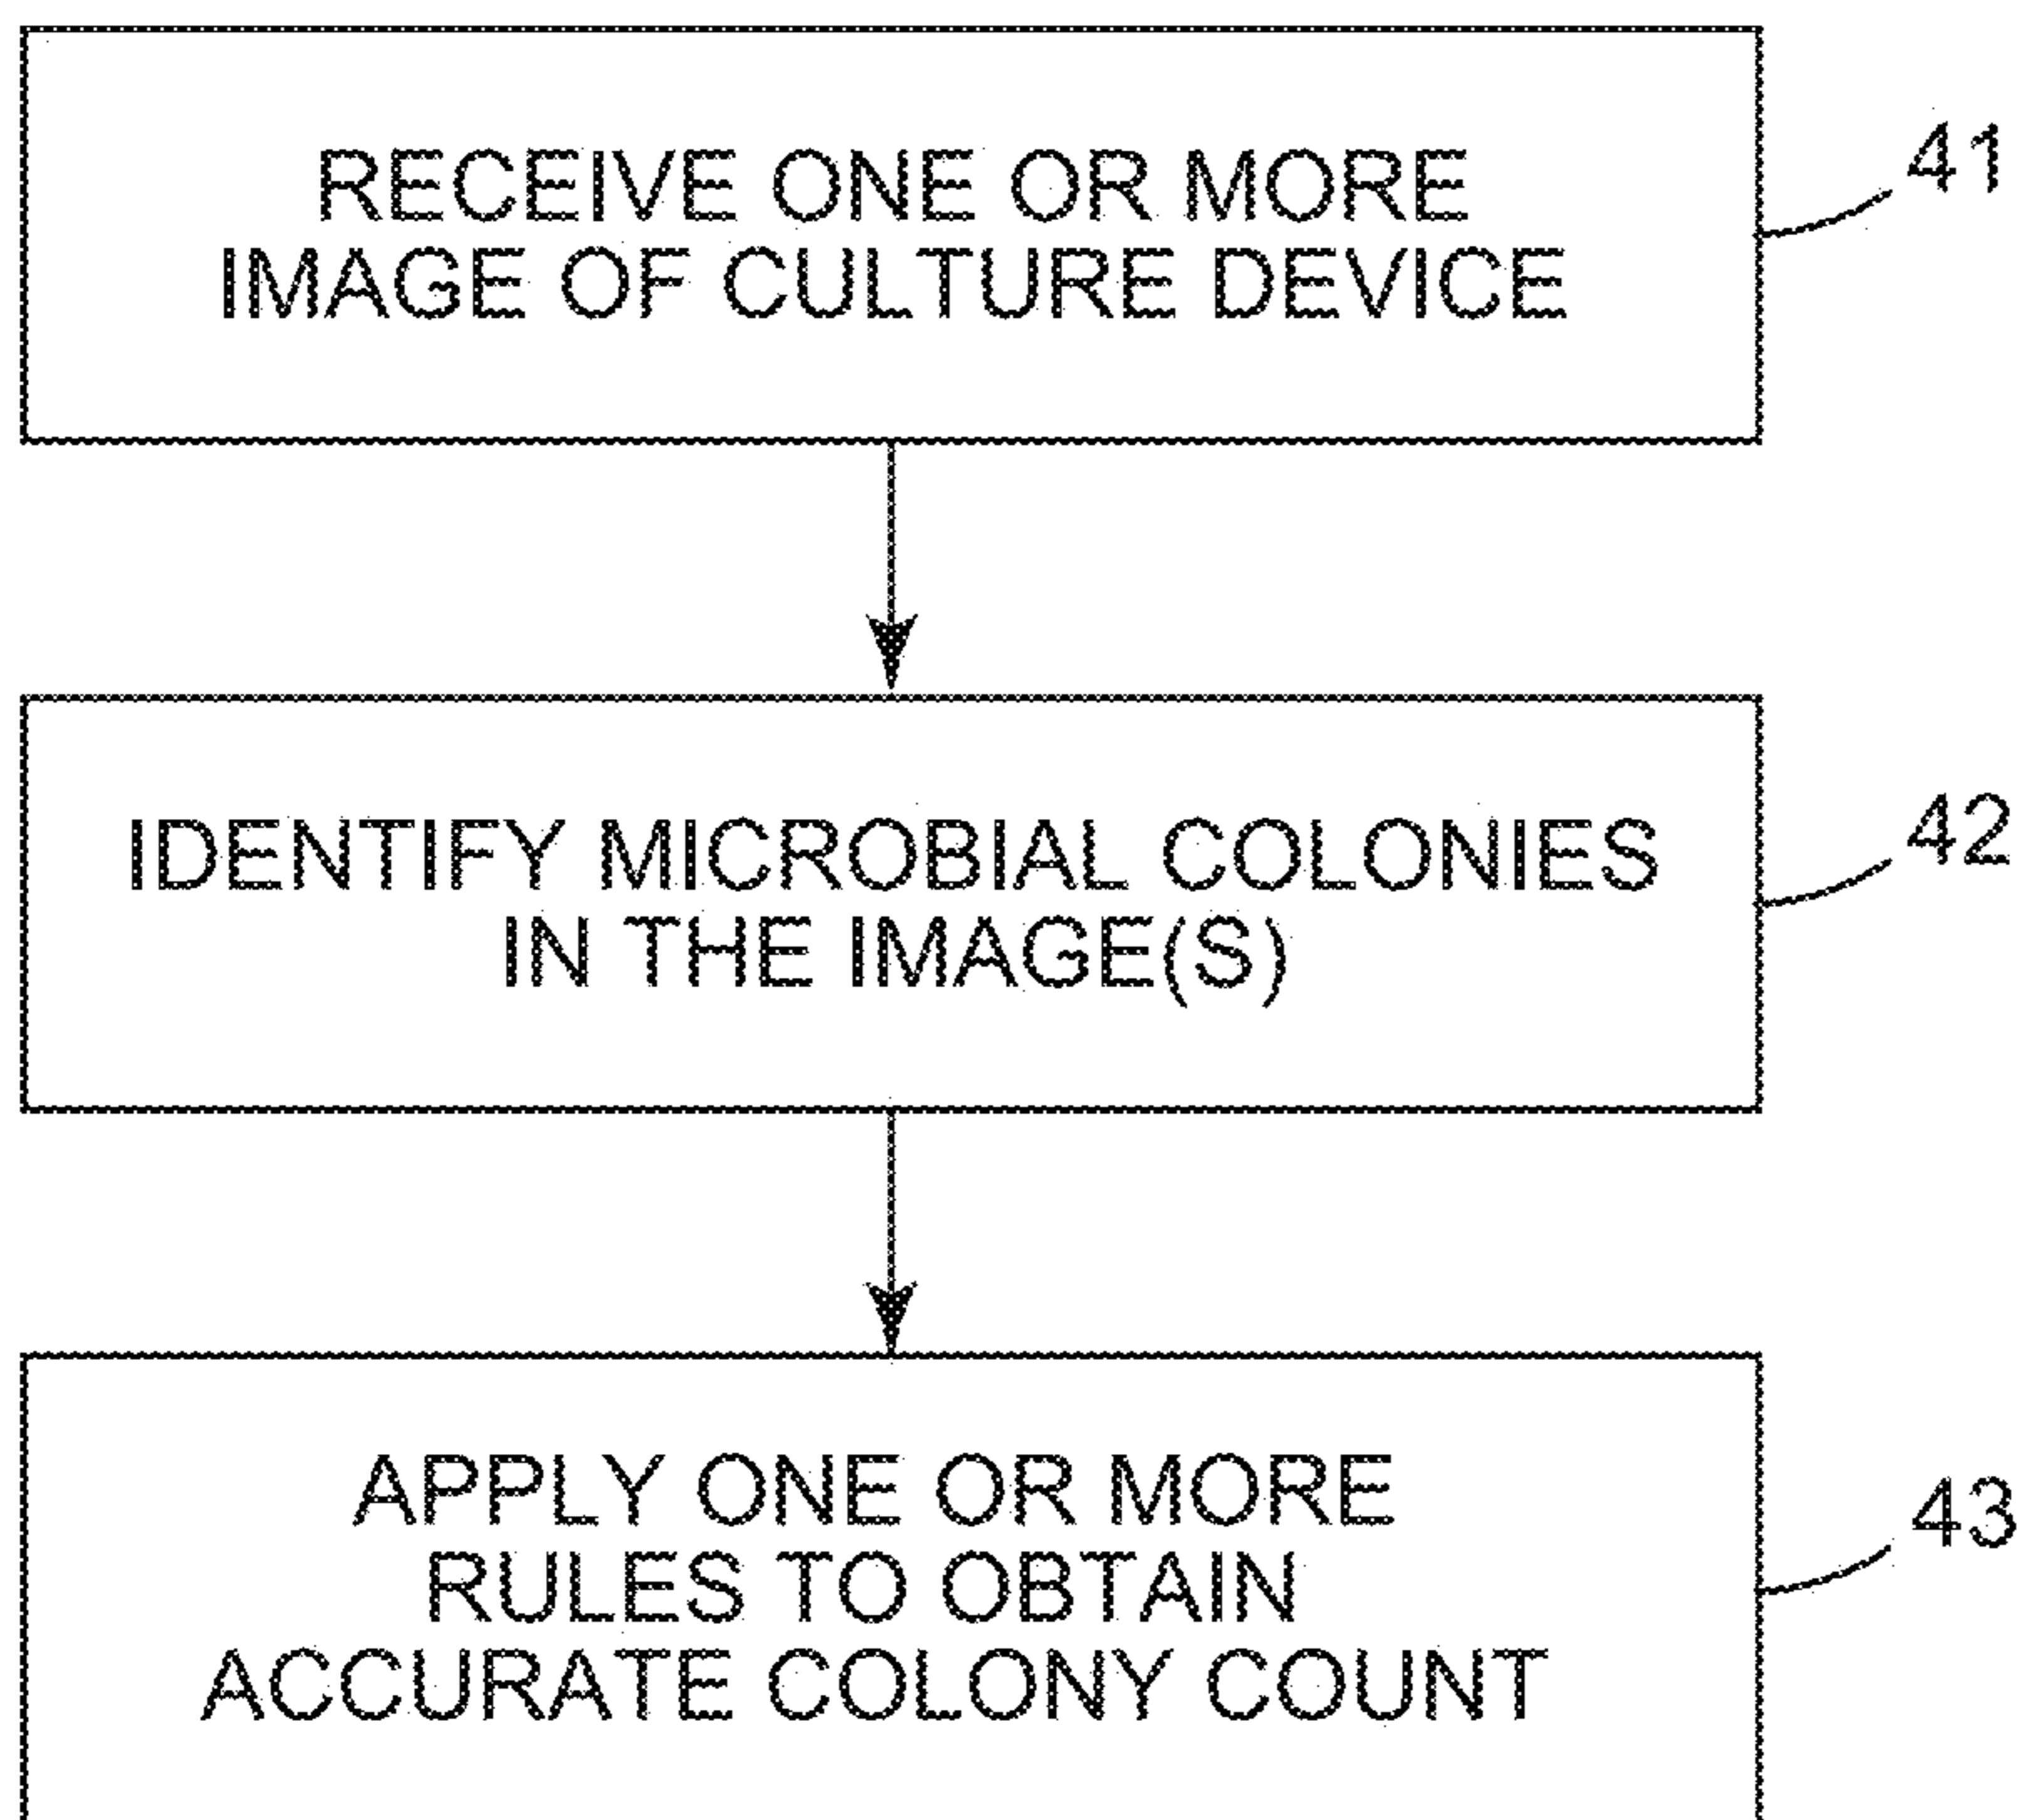 RECEIVE ONE OR MORE
IMAGE OF CULTURE DEVICE
41
IDENTIFY MICROBIAL COLONIES
IN THE IMAGE(S)
42
APPLY ONE OR MORE
RULES TO OBTAIN
ACCURATE COLONY COUNT
43